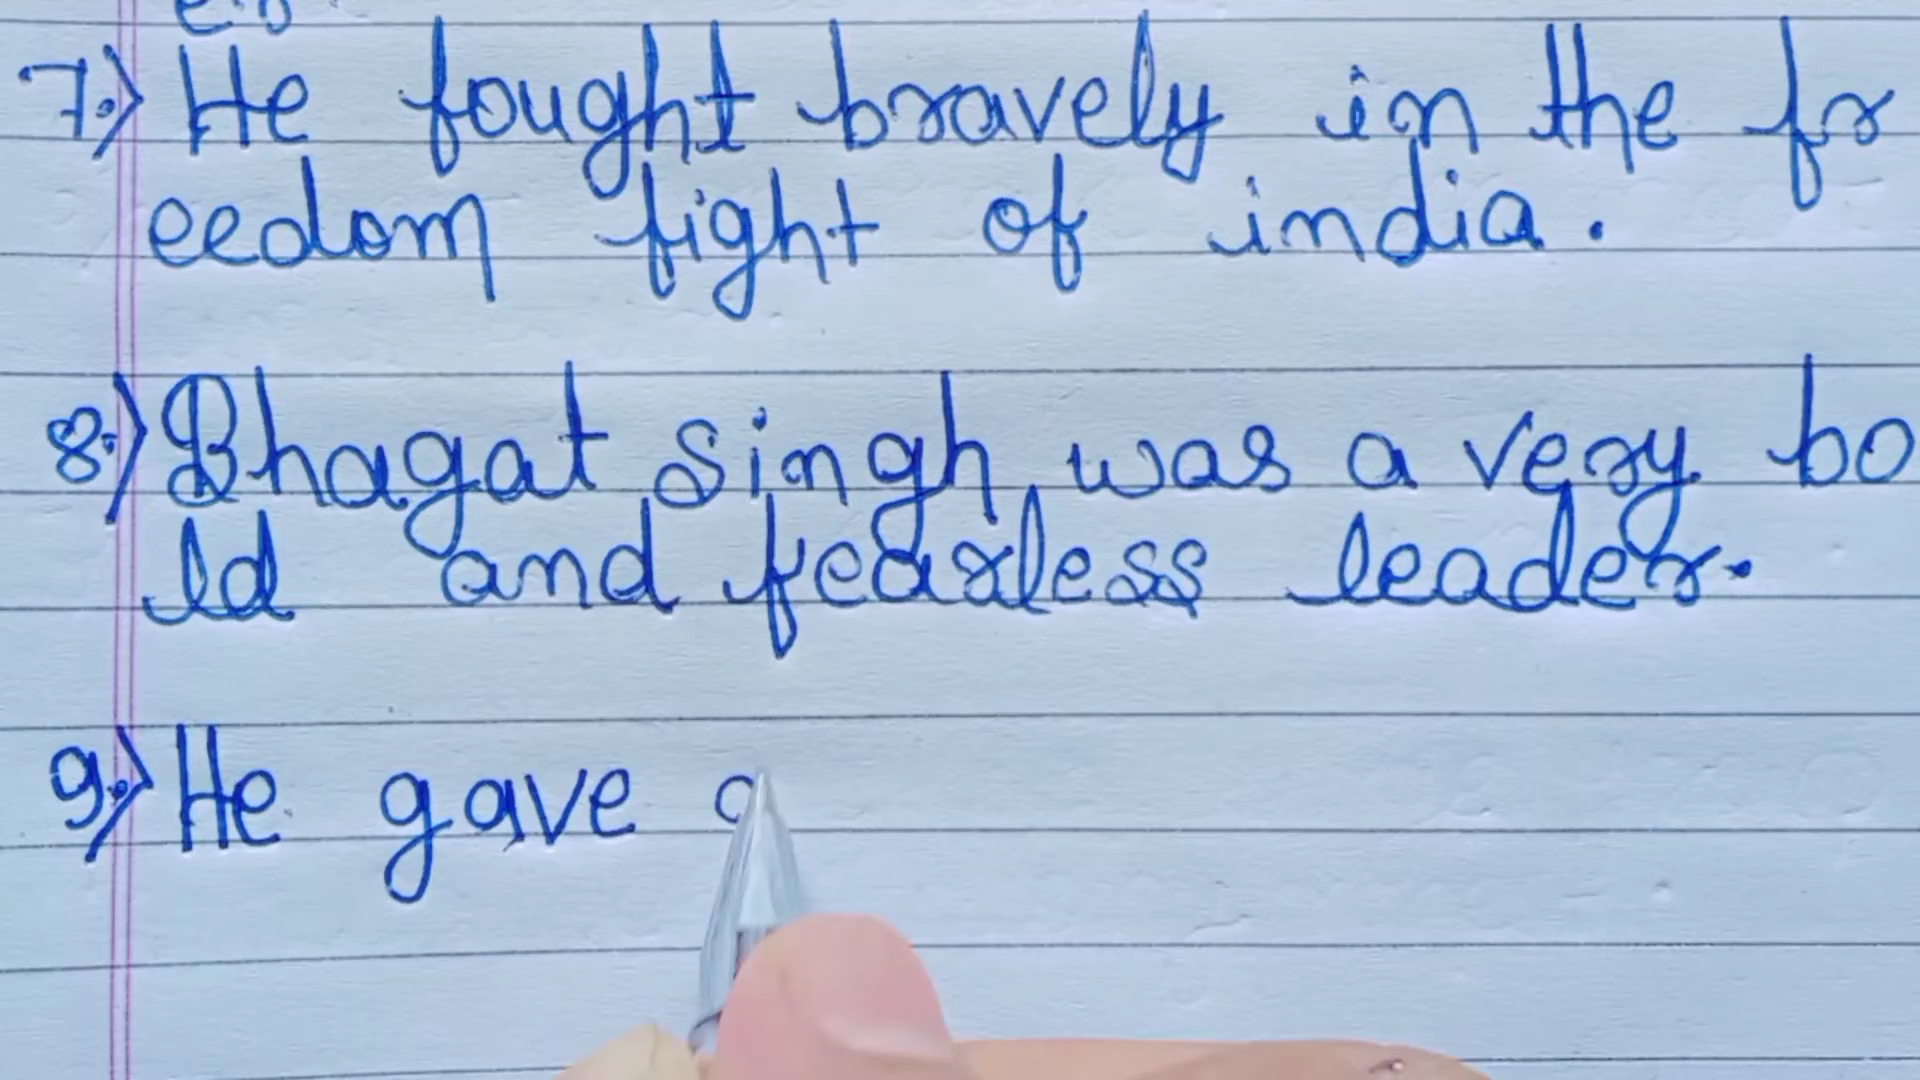 7.) He fought bravely in the fr
eedom fight of india.
8.) Bhagat singh was a very bo
ld and fearless leader.
9.) He gave